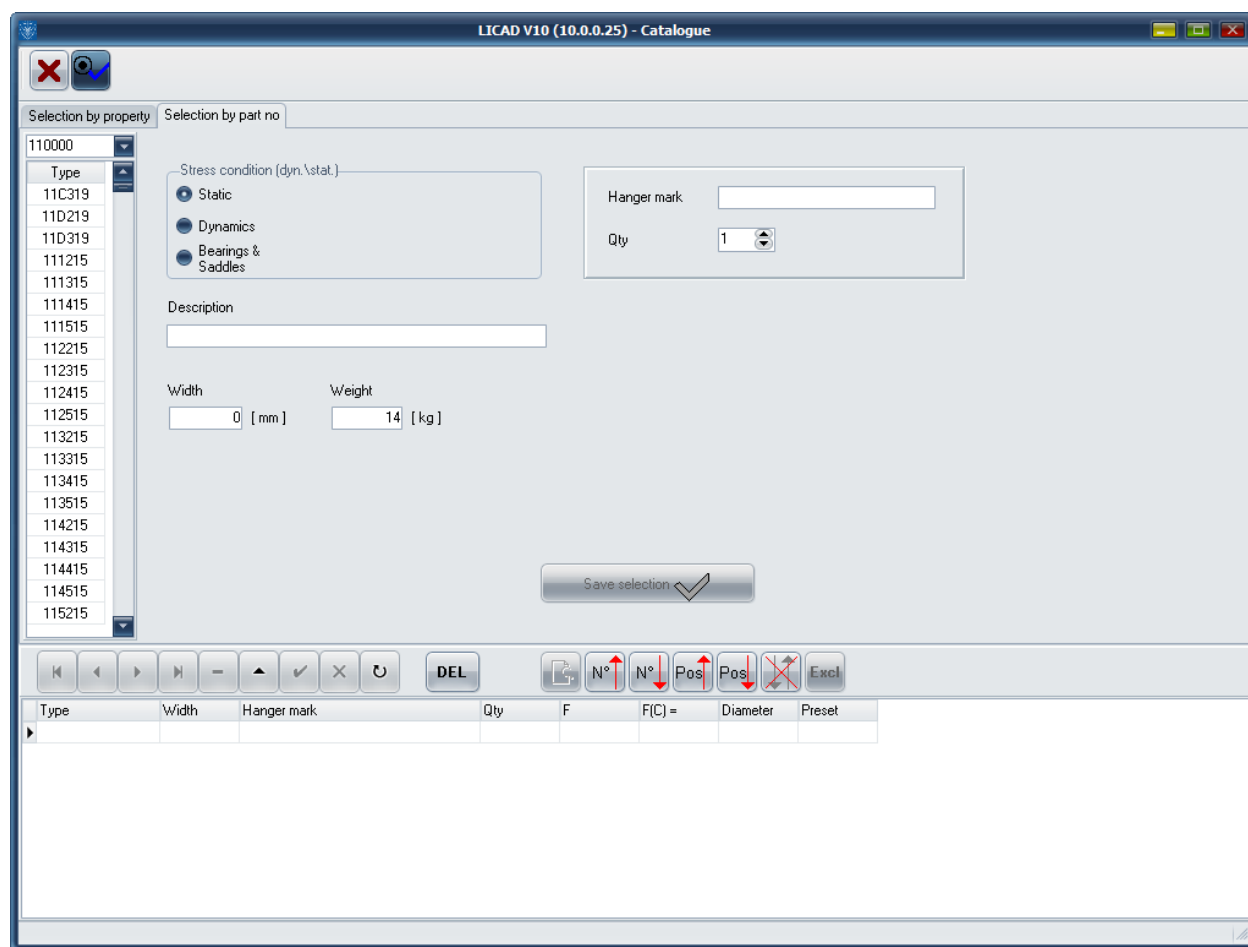 LICAD V10 (10.0.0.25) - Catalogue
Selection by property
Selection by part no
110000
Type
11C319
11D219
11D319
111215
111315
111415
111515
112215
112315
112415
112515
113215
113315
113415
113515
114215
114315
114415
114515
115215
Stress condition (dyn.\stat.)
Static
Dynamics
Bearings &
Saddles
Hanger mark
Qty 1
Description
Width Weight
0 [ mm ] 14 [ kg ]
Save selection
DEL N° N° Pos Pos Excl
Type Width Hanger mark Qty F F(C) = Diameter Preset